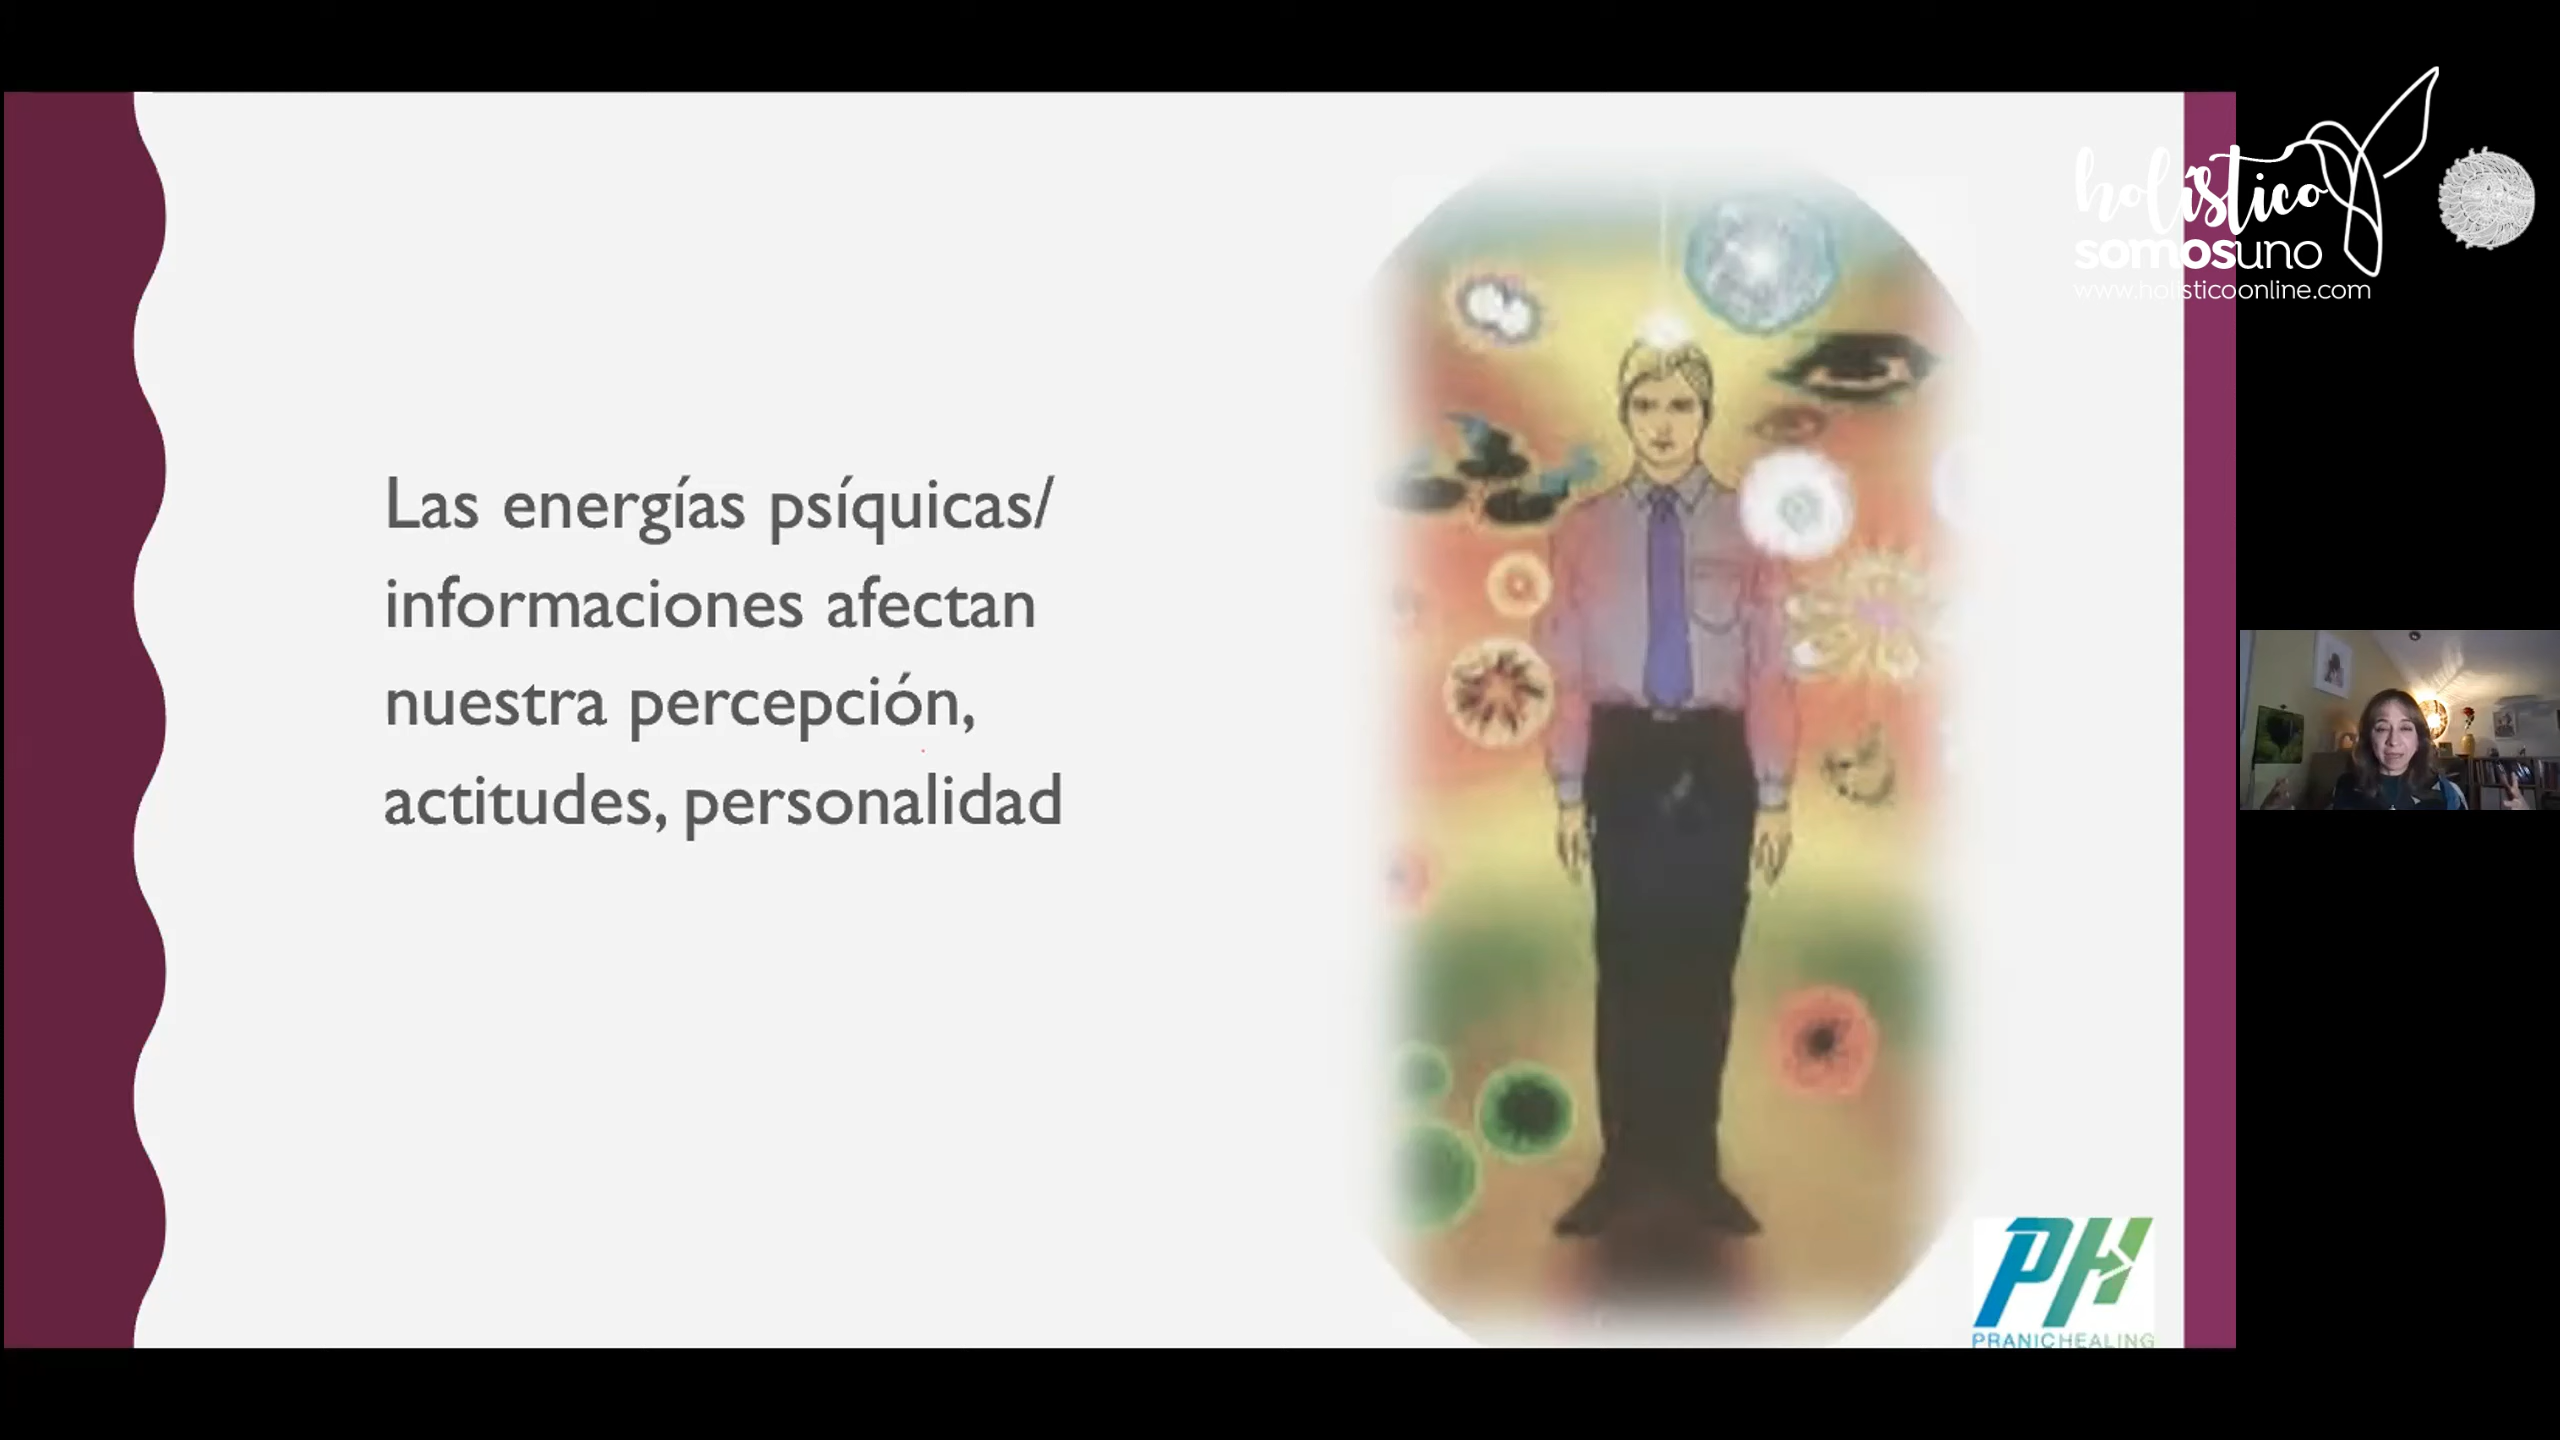 holístico
somosuno
www.holisticoonline.com
Las energías psíquicas/
informaciones afectan
nuestra percepción,
actitudes, personalidad
PH
PRANICHEALING